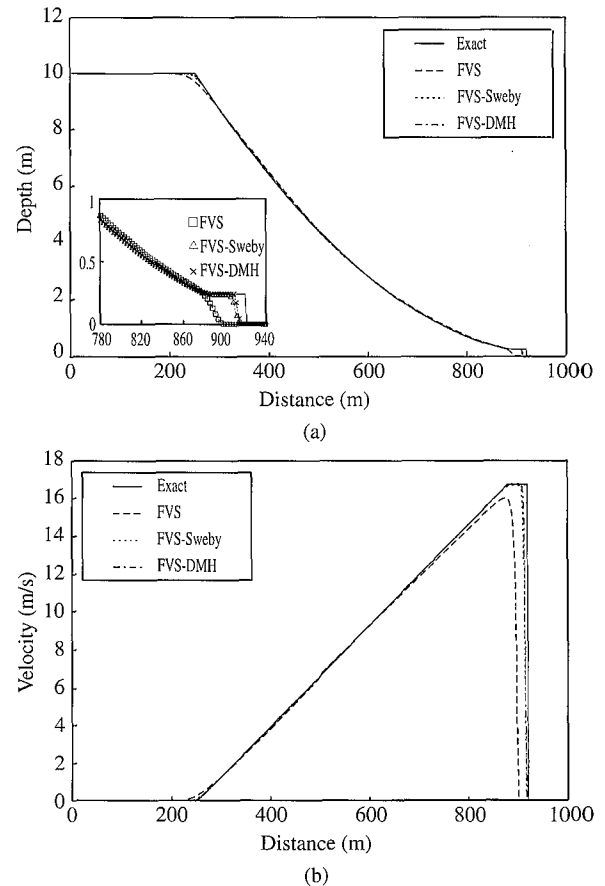 12
10
8
6
4
2
0
Depth (m)
Exact
FVS
FVS-Sweby
FVS-DMH
1
0.5
0
FVS
FVS-Sweby
FVS-DMH
780 820 860 900 940
0 200 400 600 800 1000
Distance (m)
(a)
18
16
14
12
10
8
6
4
2
0
Velocity (m/s)
Exact
FVS
FVS-Sweby
FVS-DMH
0 200 400 600 800 1000
Distance (m)
(b)